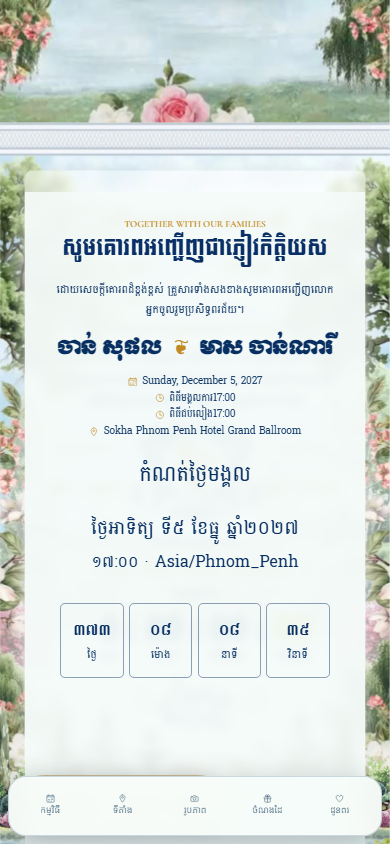 TOGETHER WITH OUR FAMILIES
សូមគោរពអញ្ជើញជាភ្ញៀវកិត្តិយស
ដោយសេចក្តីគោរពដ៏ខ្ពង់ខ្ពស់ គ្រួសារទាំងសងខាងសូមគោរពអញ្ជើញលោក
អ្នកចូលរួមប្រសិទ្ធពរជ័យ។
ចាន់ សុផល ❦ មាស ចាន់ណារី
Sunday, December 5, 2027
ពិធីមង្គលការ17:00
ពិធីជប់លៀង17:00
Sokha Phnom Penh Hotel Grand Ballroom
កំណត់ថ្ងៃមង្គល
ថ្ងៃអាទិត្យ ទី៥ ខែធ្នូ ឆ្នាំ២០២៧
១៧:០០ · Asia/Phnom_Penh
៣៧៣ ០៨ ០៨ ៣៥
ថ្ងៃ ម៉ោង នាទី វិនាទី
កម្មវិធី ទីតាំង រូបភាព ចំណងដៃ ជូនពរ